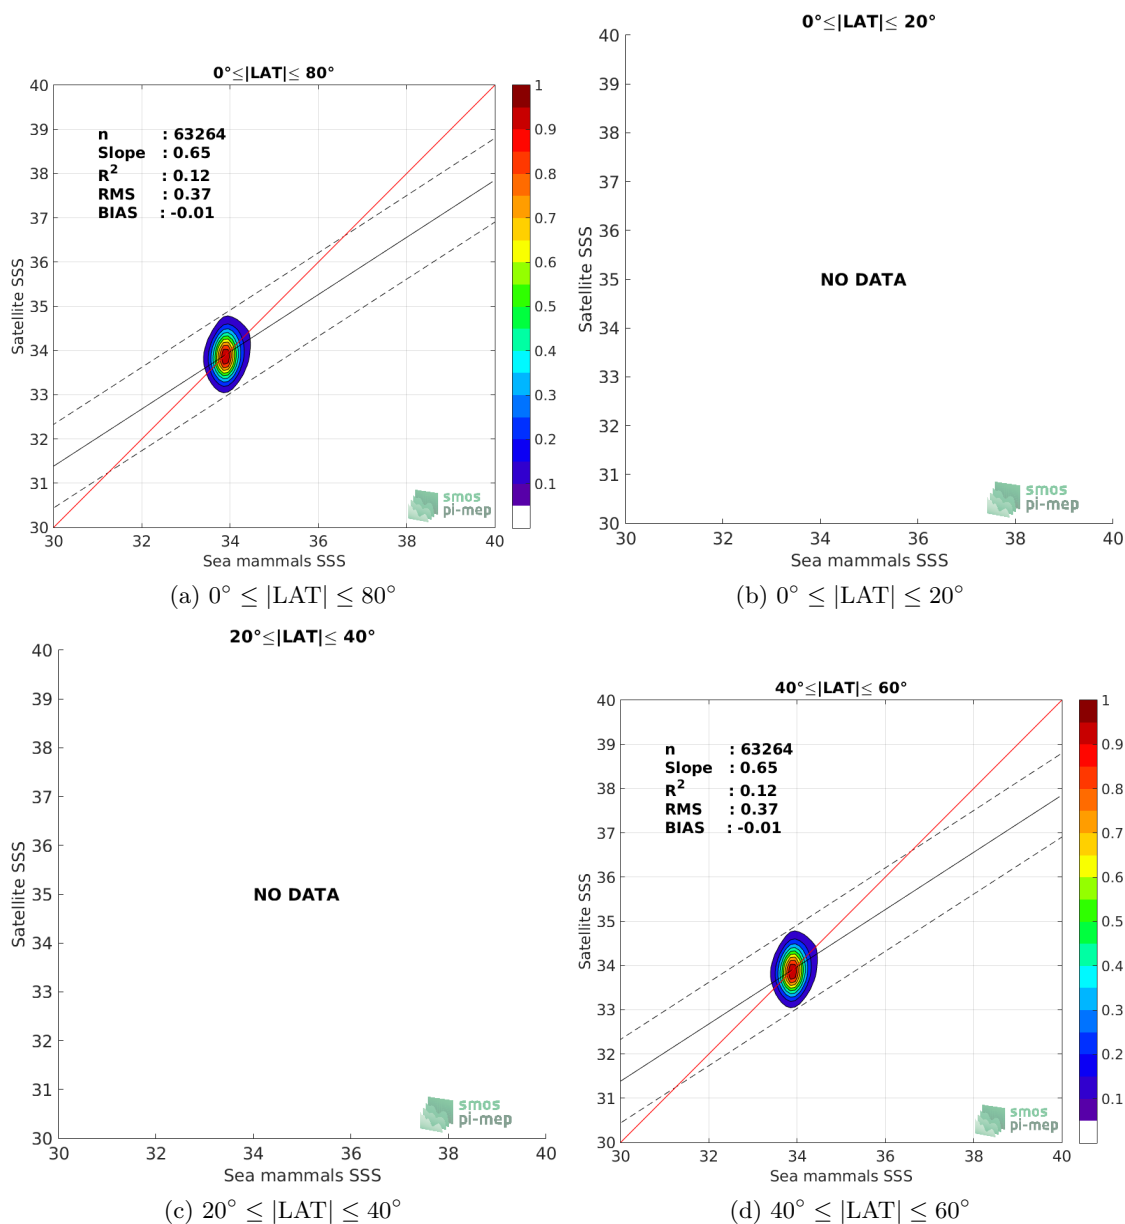 0°≤|LAT|≤ 80°
40
39
38
37
36
35
34
33
32
31
30
Satellite SSS
n : 63264
Slope : 0.65
R² : 0.12
RMS : 0.37
BIAS : -0.01
smos
pi-mep
30 32 34 36 38 40
Sea mammals SSS
1
0.9
0.8
0.7
0.6
0.5
0.4
0.3
0.2
0.1
(a) 0° ≤ |LAT| ≤ 80°
0°≤|LAT|≤ 20°
40
39
38
37
36
35
34
33
32
31
30
Satellite SSS
NO DATA
smos
pi-mep
30 32 34 36 38 40
Sea mammals SSS
(b) 0° ≤ |LAT| ≤ 20°
20°≤|LAT|≤ 40°
40
39
38
37
36
35
34
33
32
31
30
Satellite SSS
NO DATA
smos
pi-mep
30 32 34 36 38 40
Sea mammals SSS
(c) 20° ≤ |LAT| ≤ 40°
40°≤|LAT|≤ 60°
40
39
38
37
36
35
34
33
32
31
30
Satellite SSS
n : 63264
Slope : 0.65
R² : 0.12
RMS : 0.37
BIAS : -0.01
smos
pi-mep
30 32 34 36 38 40
Sea mammals SSS
1
0.9
0.8
0.7
0.6
0.5
0.4
0.3
0.2
0.1
(d) 40° ≤ |LAT| ≤ 60°